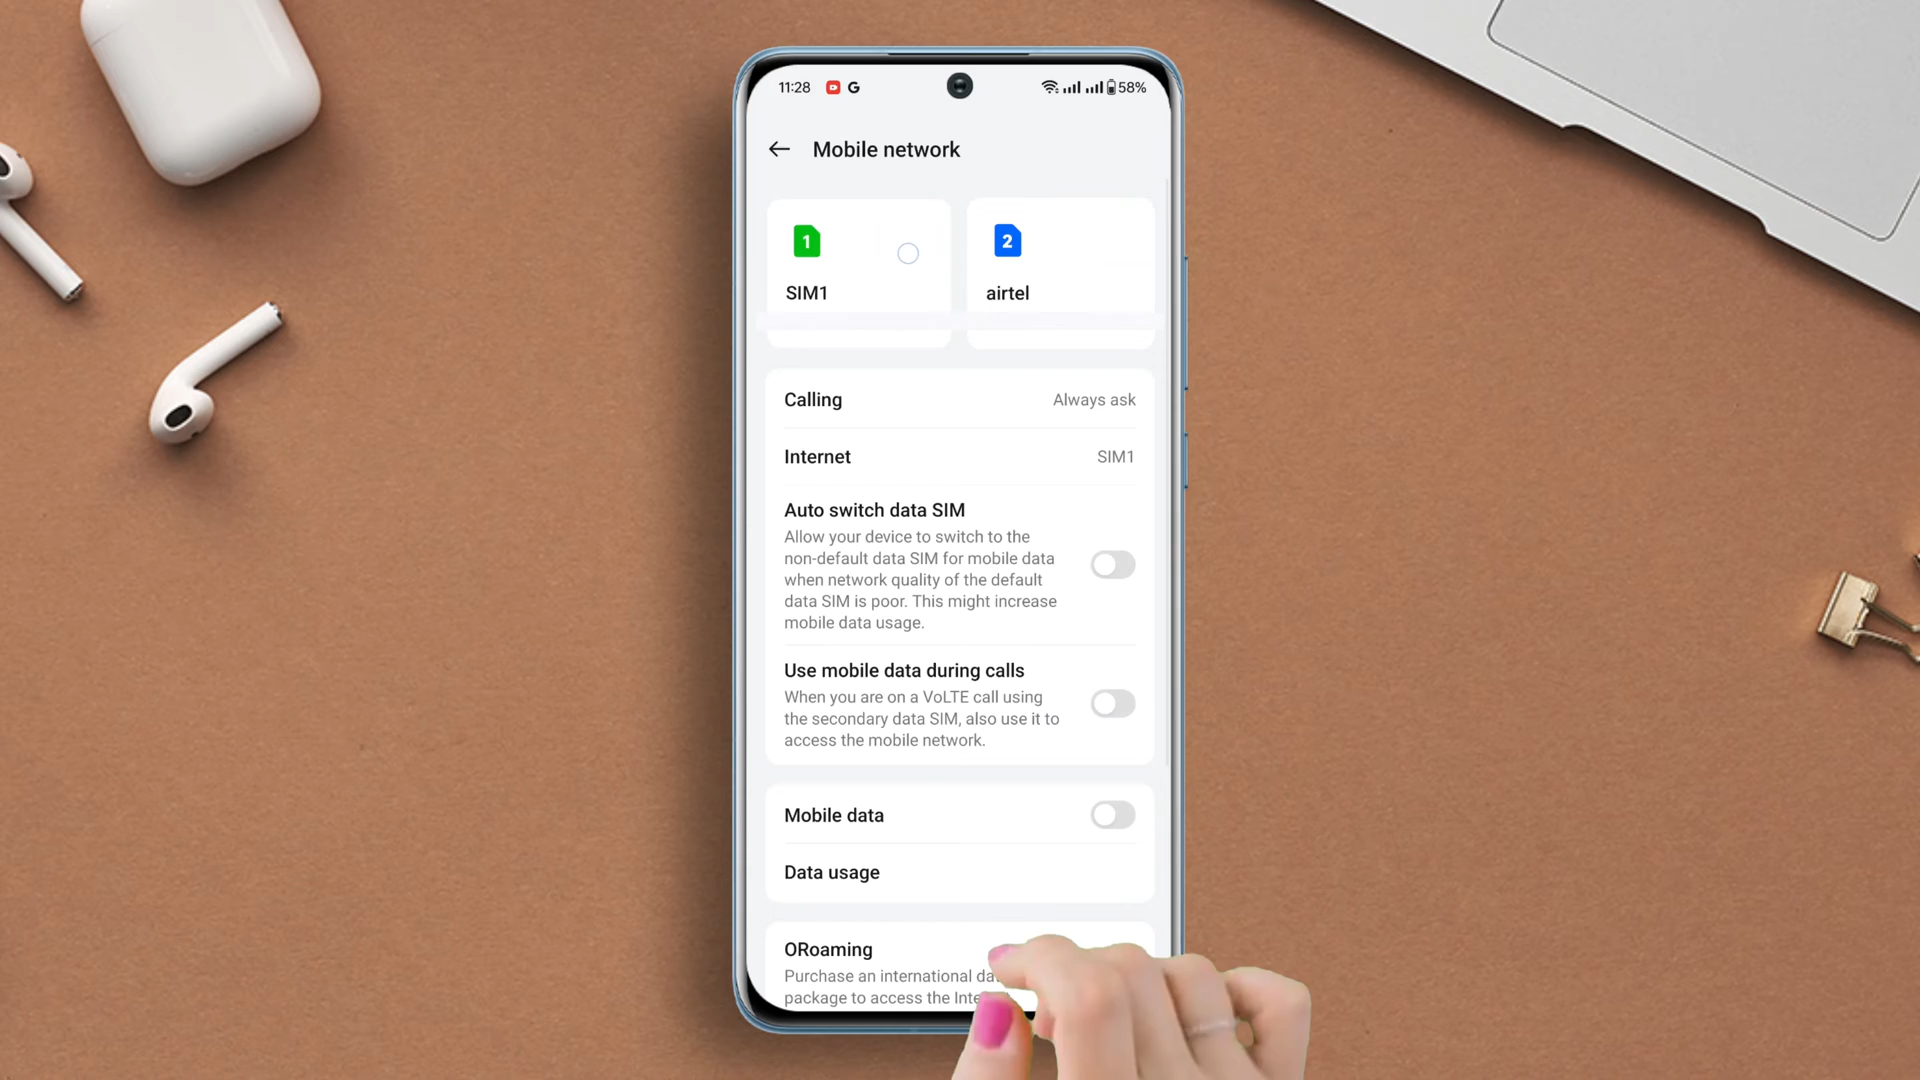 11:28 G 58%
Mobile network
1
2
SIM1
airtel
Calling Always ask
Internet SIM1
Auto switch data SIM
Allow your device to switch to the
non-default data SIM for mobile data
when network quality of the default
data SIM is poor. This might increase
mobile data usage.
Use mobile data during calls
When you are on a VoLTE call using
the secondary data SIM, also use it to
access the mobile network.
Mobile data
Data usage
ORoaming
Purchase an international
package to access the